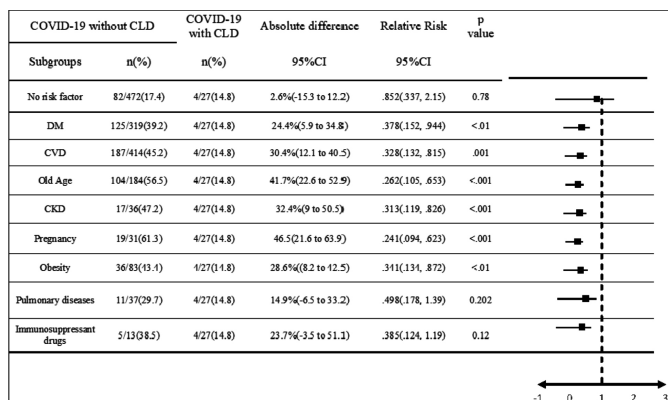 COVID-19 without CLD COVID-19 with CLD Absolute difference Relative Risk p value
Subgroups n(%) n(%) 95%CI 95%CI
No risk factor 82/472(17.4) 4/27(14.8) 2.6%(-15.3 to 12.2) .852(.337, 2.15) 0.78
DM 125/319(39.2) 4/27(14.8) 24.4%(5.9 to 34.8) .378(.152, .944) <.01
CVD 187/414(45.2) 4/27(14.8) 30.4%(12.1 to 40.5) .328(.132, .815) .001
Old Age 104/184(56.5) 4/27(14.8) 41.7%(22.6 to 52.9) .262(.105, .653) <.001
CKD 17/36(47.2) 4/27(14.8) 32.4%(9 to 50.5) .313(.119, .826) <.001
Pregnancy 19/31(61.3) 4/27(14.8) 46.5(21.6 to 63.9) .241(.094, .623) <.001
Obesity 36/83(43.4) 4/27(14.8) 28.6%((8.2 to 42.5) .341(.134, .872) <.01
Pulmonary diseases 11/37(29.7) 4/27(14.8) 14.9%(-6.5 to 33.2) .498(.178, 1.39) 0.202
Immunosuppressant drugs 5/13(38.5) 4/27(14.8) 23.7%(-3.5 to 51.1) .385(.124, 1.19) 0.12
-1 0 1 2 3